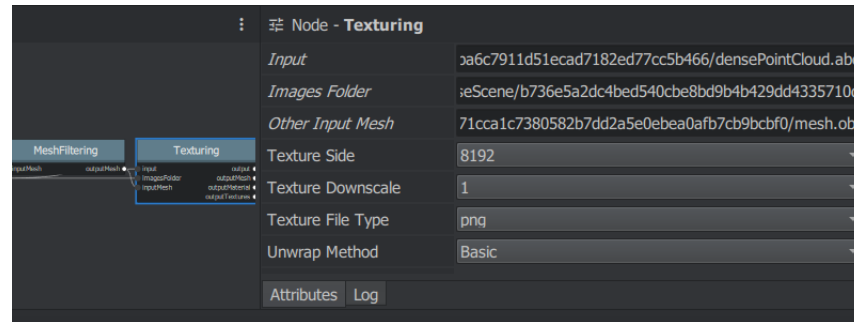 Node - Texturing
Input
ba6c7911d51ecad7182ed77cc5b466/densePointCloud.abc
Images Folder
seScene/b736e5a2dc4bed540cbe8bd9b4b429dd4335710c
Other Input Mesh
71cca1c7380582b7dd2a5e0ebea0afb7cb9bcbf0/mesh.ob
Texture Side
8192
Texture Downscale
1
Texture File Type
png
Unwrap Method
Basic
Attributes
Log
MeshFiltering
inputMesh
outputMesh
Texturing
input
output
imagesFolder
outputMesh
inputMesh
outputMaterial
outputTextures